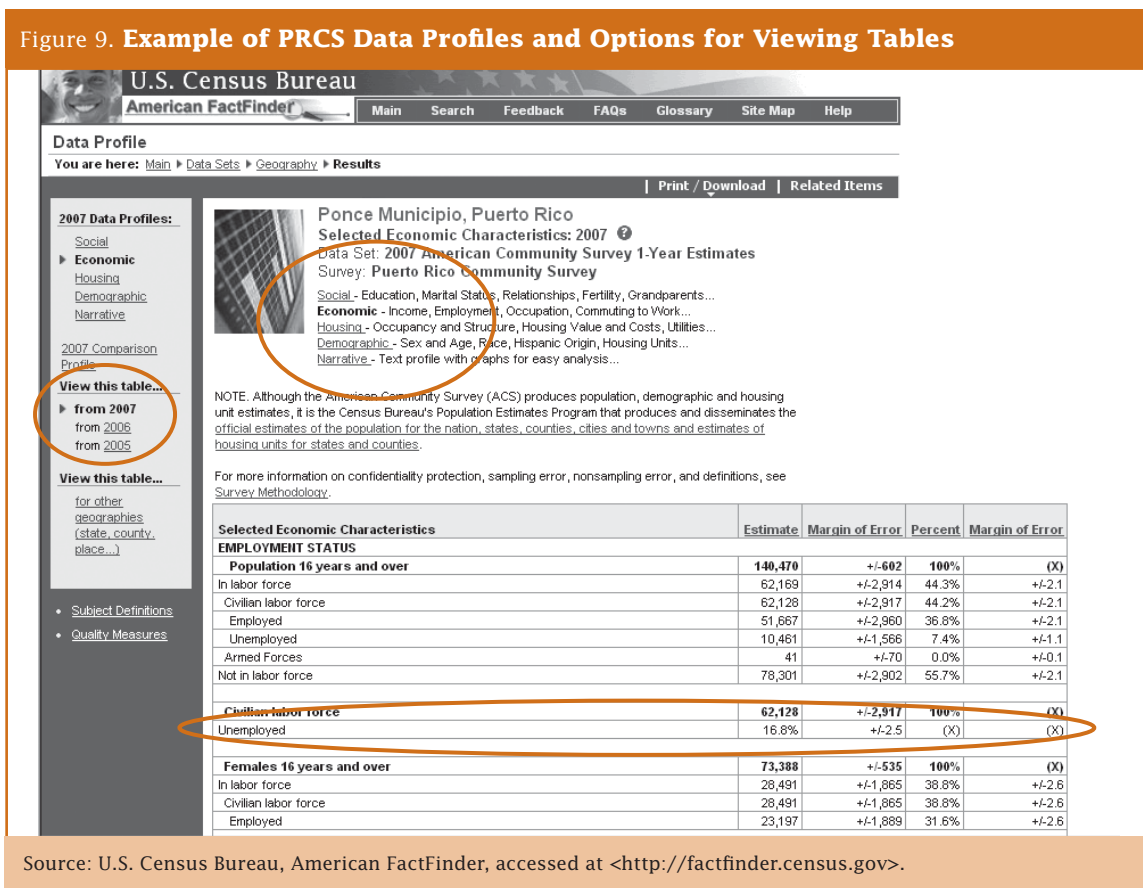 Figure 9. Example of PRCS Data Profiles and Options for Viewing Tables
U.S. Census Bureau
American FactFinder
Main Search Feedback FAQs Glossary Site Map Help
Data Profile
You are here: Main ▶ Data Sets ▶ Geography ▶ Results
| Print / Download | Related Items
2007 Data Profiles:
Social
▶ Economic
Housing
Demographic
Narrative
2007 Comparison
Profile
View this table...
▶ from 2007
from 2006
from 2005
View this table...
for other
geographies
(state, county,
place...)
• Subject Definitions
• Quality Measures
Ponce Municipio, Puerto Rico
Selected Economic Characteristics: 2007 ?
Data Set: 2007 American Community Survey 1-Year Estimates
Survey: Puerto Rico Community Survey
Social - Education, Marital Status, Relationships, Fertility, Grandparents...
Economic - Income, Employment, Occupation, Commuting to Work...
Housing - Occupancy and Structure, Housing Value and Costs, Utilities...
Demographic - Sex and Age, Race, Hispanic Origin, Housing Units...
Narrative - Text profile with graphs for easy analysis...
NOTE. Although the American Community Survey (ACS) produces population, demographic and housing
unit estimates, it is the Census Bureau's Population Estimates Program that produces and disseminates the
official estimates of the population for the nation, states, counties, cities and towns and estimates of
housing units for states and counties.
For more information on confidentiality protection, sampling error, nonsampling error, and definitions, see
Survey Methodology.
Selected Economic Characteristics Estimate Margin of Error Percent Margin of Error
EMPLOYMENT STATUS
Population 16 years and over 140,470 +/-602 100% (X)
In labor force 62,169 +/-2,914 44.3% +/-2.1
Civilian labor force 62,128 +/-2,917 44.2% +/-2.1
Employed 51,667 +/-2,960 36.8% +/-2.1
Unemployed 10,461 +/-1,566 7.4% +/-1.1
Armed Forces 41 +/-70 0.0% +/-0.1
Not in labor force 78,301 +/-2,902 55.7% +/-2.1
Civilian labor force 62,128 +/-2,917 100% (X)
Unemployed 16.8% +/-2.5 (X) (X)
Females 16 years and over 73,388 +/-535 100% (X)
In labor force 28,491 +/-1,865 38.8% +/-2.6
Civilian labor force 28,491 +/-1,865 38.8% +/-2.6
Employed 23,197 +/-1,889 31.6% +/-2.6
Source: U.S. Census Bureau, American FactFinder, accessed at <http://factfinder.census.gov>.